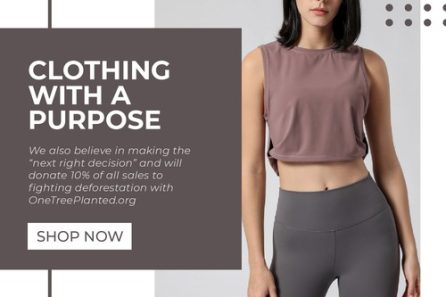 CLOTHING
WITH A
PURPOSE
We also believe in making the
"next right decision" and will
donate 10% of all sales to
fighting deforestation with
OneTreePlanted.org
SHOP NOW